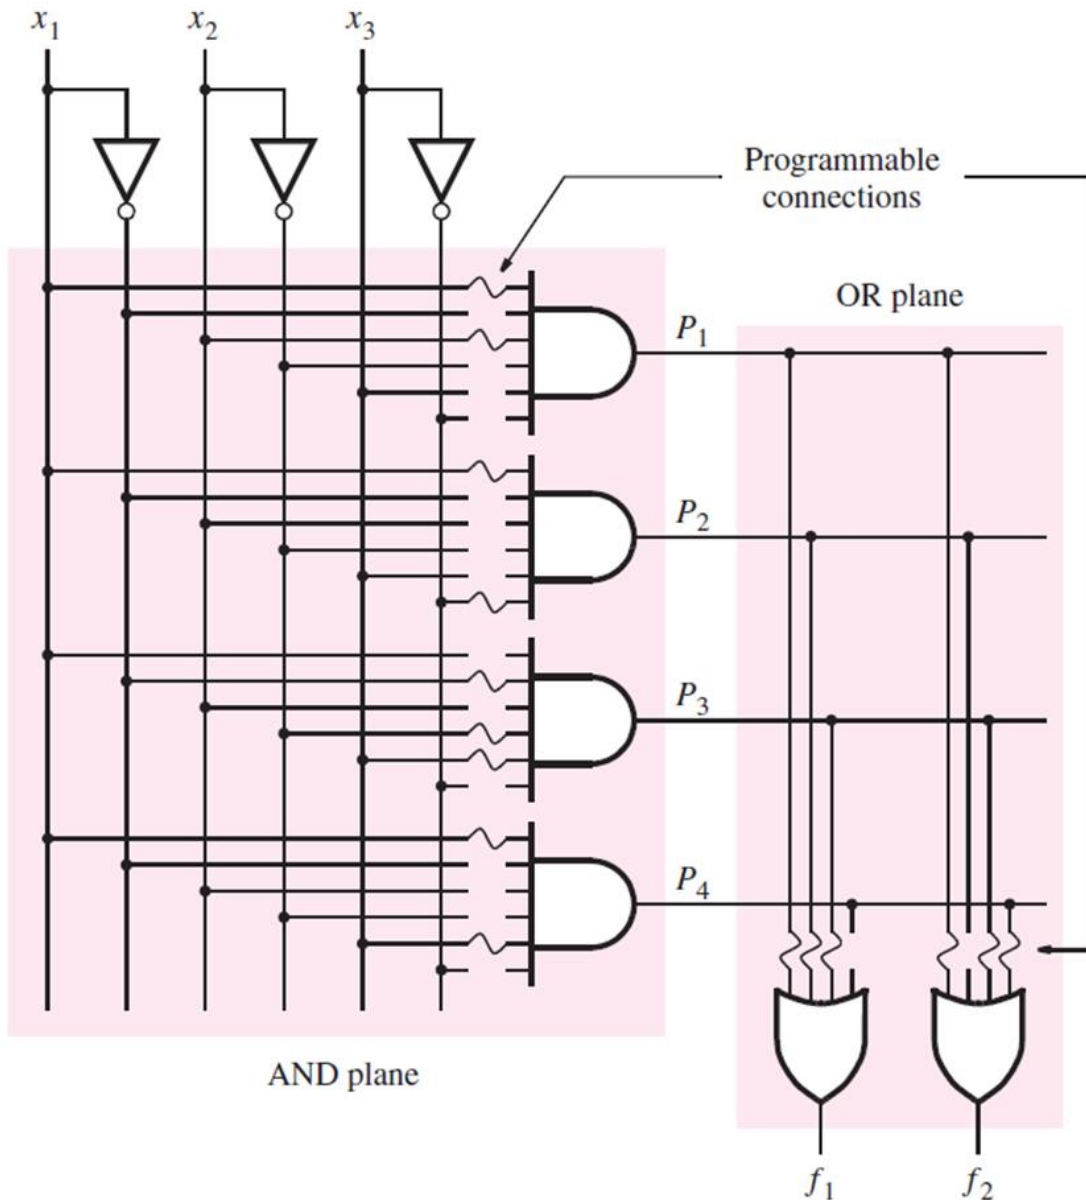 x₁
x₂
x₃
Programmable
connections
OR plane
P₁
P₂
P₃
P₄
AND plane
f₁
f₂